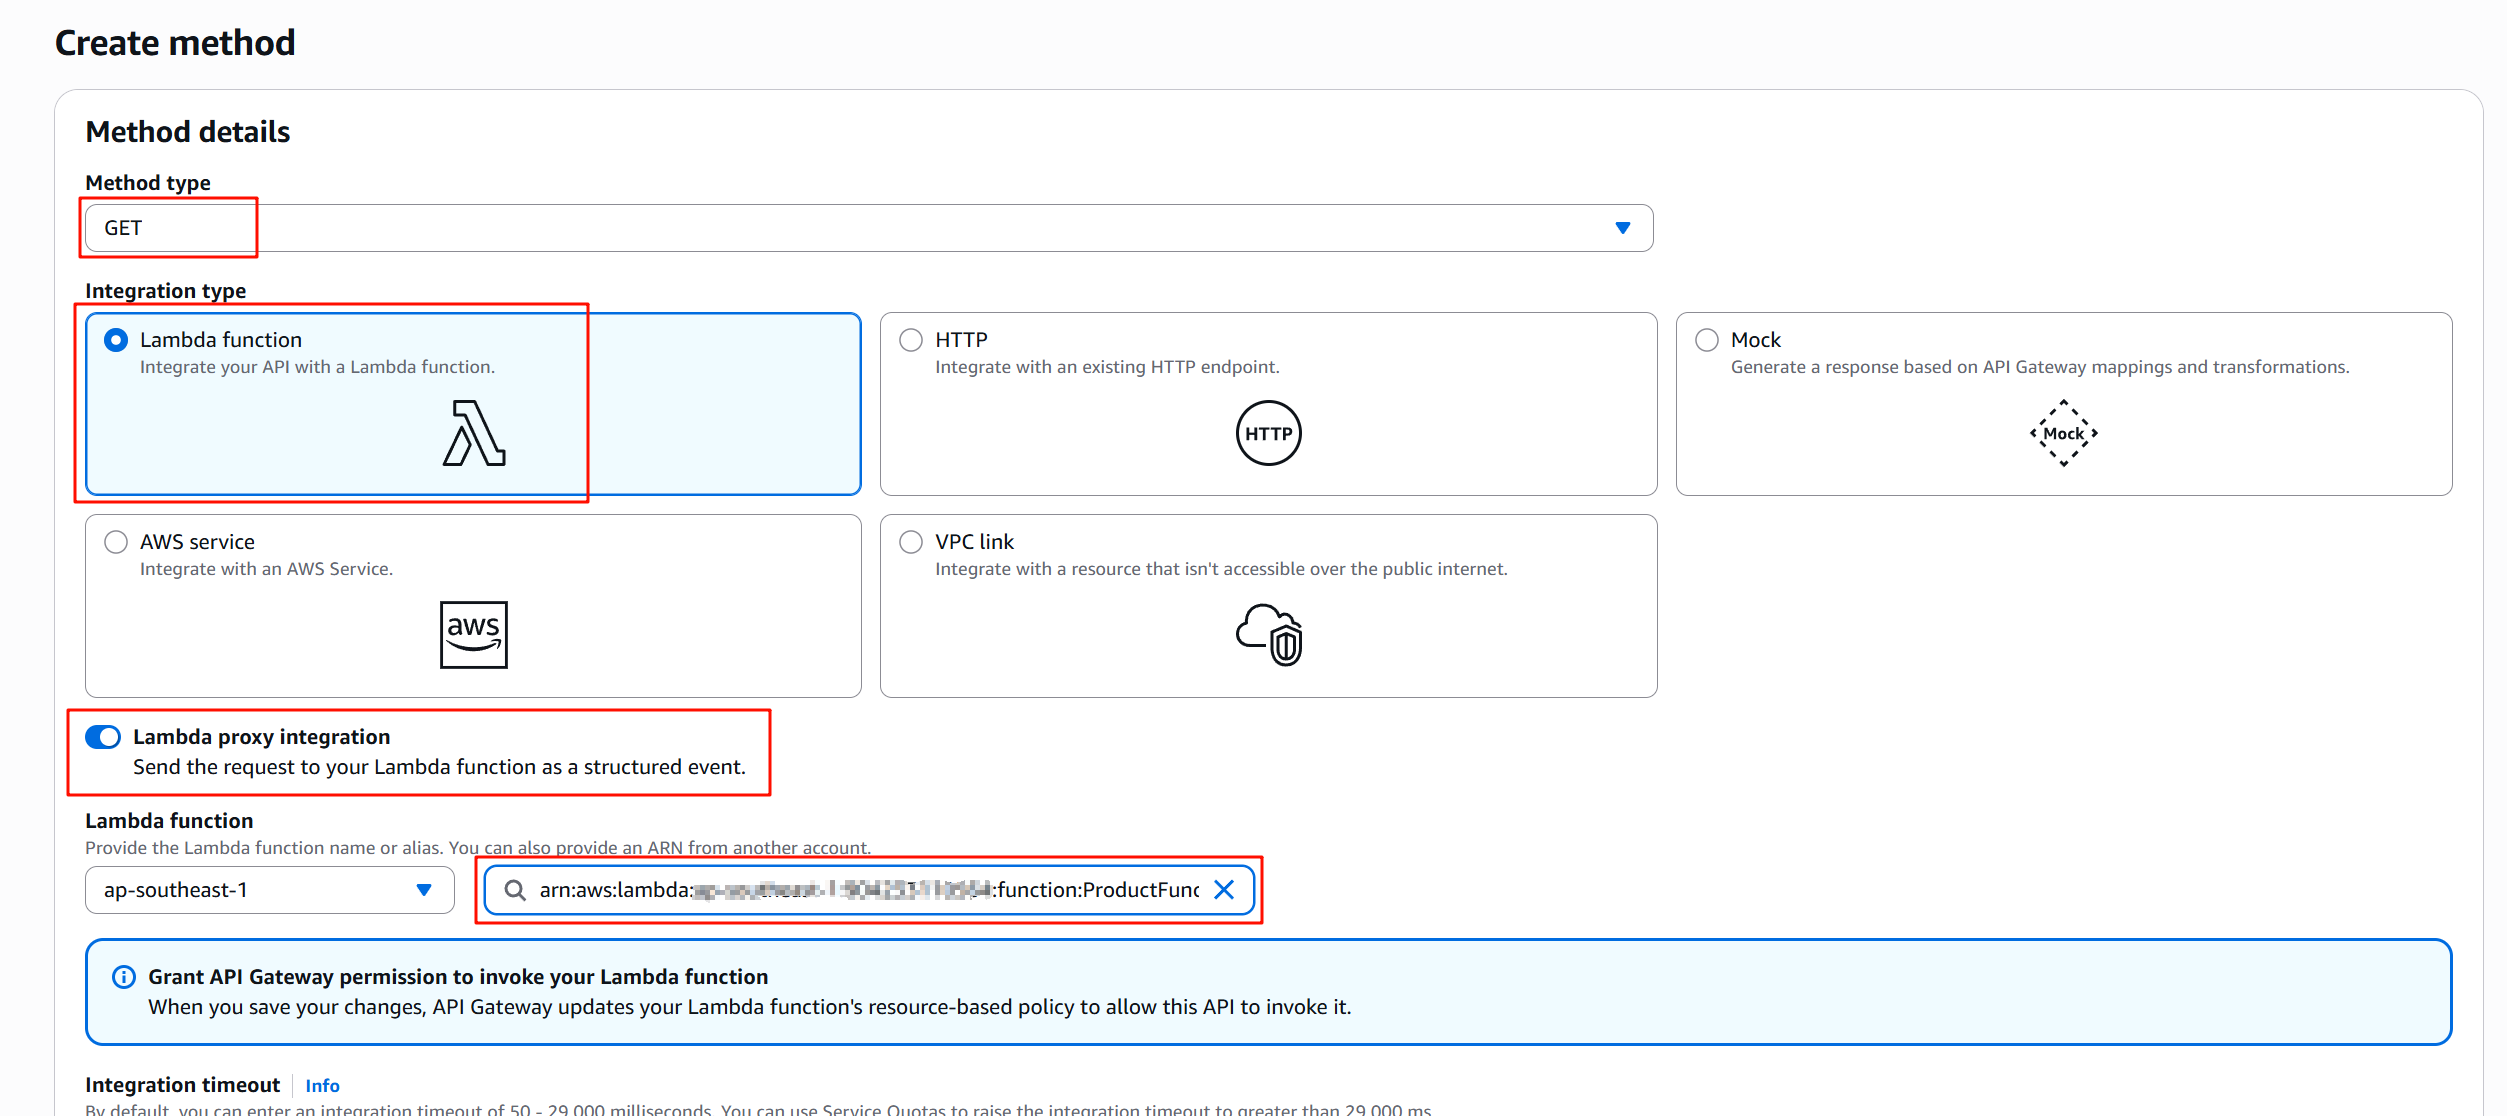 Create method
Method details
Method type
GET
Integration type
Lambda function
Integrate your API with a Lambda function.
HTTP
Integrate with an existing HTTP endpoint.
HTTP
Mock
Generate a response based on API Gateway mappings and transformations.
Mock
AWS service
Integrate with an AWS Service.
aws
VPC link
Integrate with a resource that isn't accessible over the public internet.
Lambda proxy integration
Send the request to your Lambda function as a structured event.
Lambda function
Provide the Lambda function name or alias. You can also provide an ARN from another account.
ap-southeast-1
arn:aws:lambda: :function:ProductFunc
Grant API Gateway permission to invoke your Lambda function
When you save your changes, API Gateway updates your Lambda function's resource-based policy to allow this API to invoke it.
Integration timeout
Info
By default, you can enter an integration timeout of 50 - 29,000 milliseconds. You can use Service Quotas to raise the integration timeout to greater than 29,000 ms.